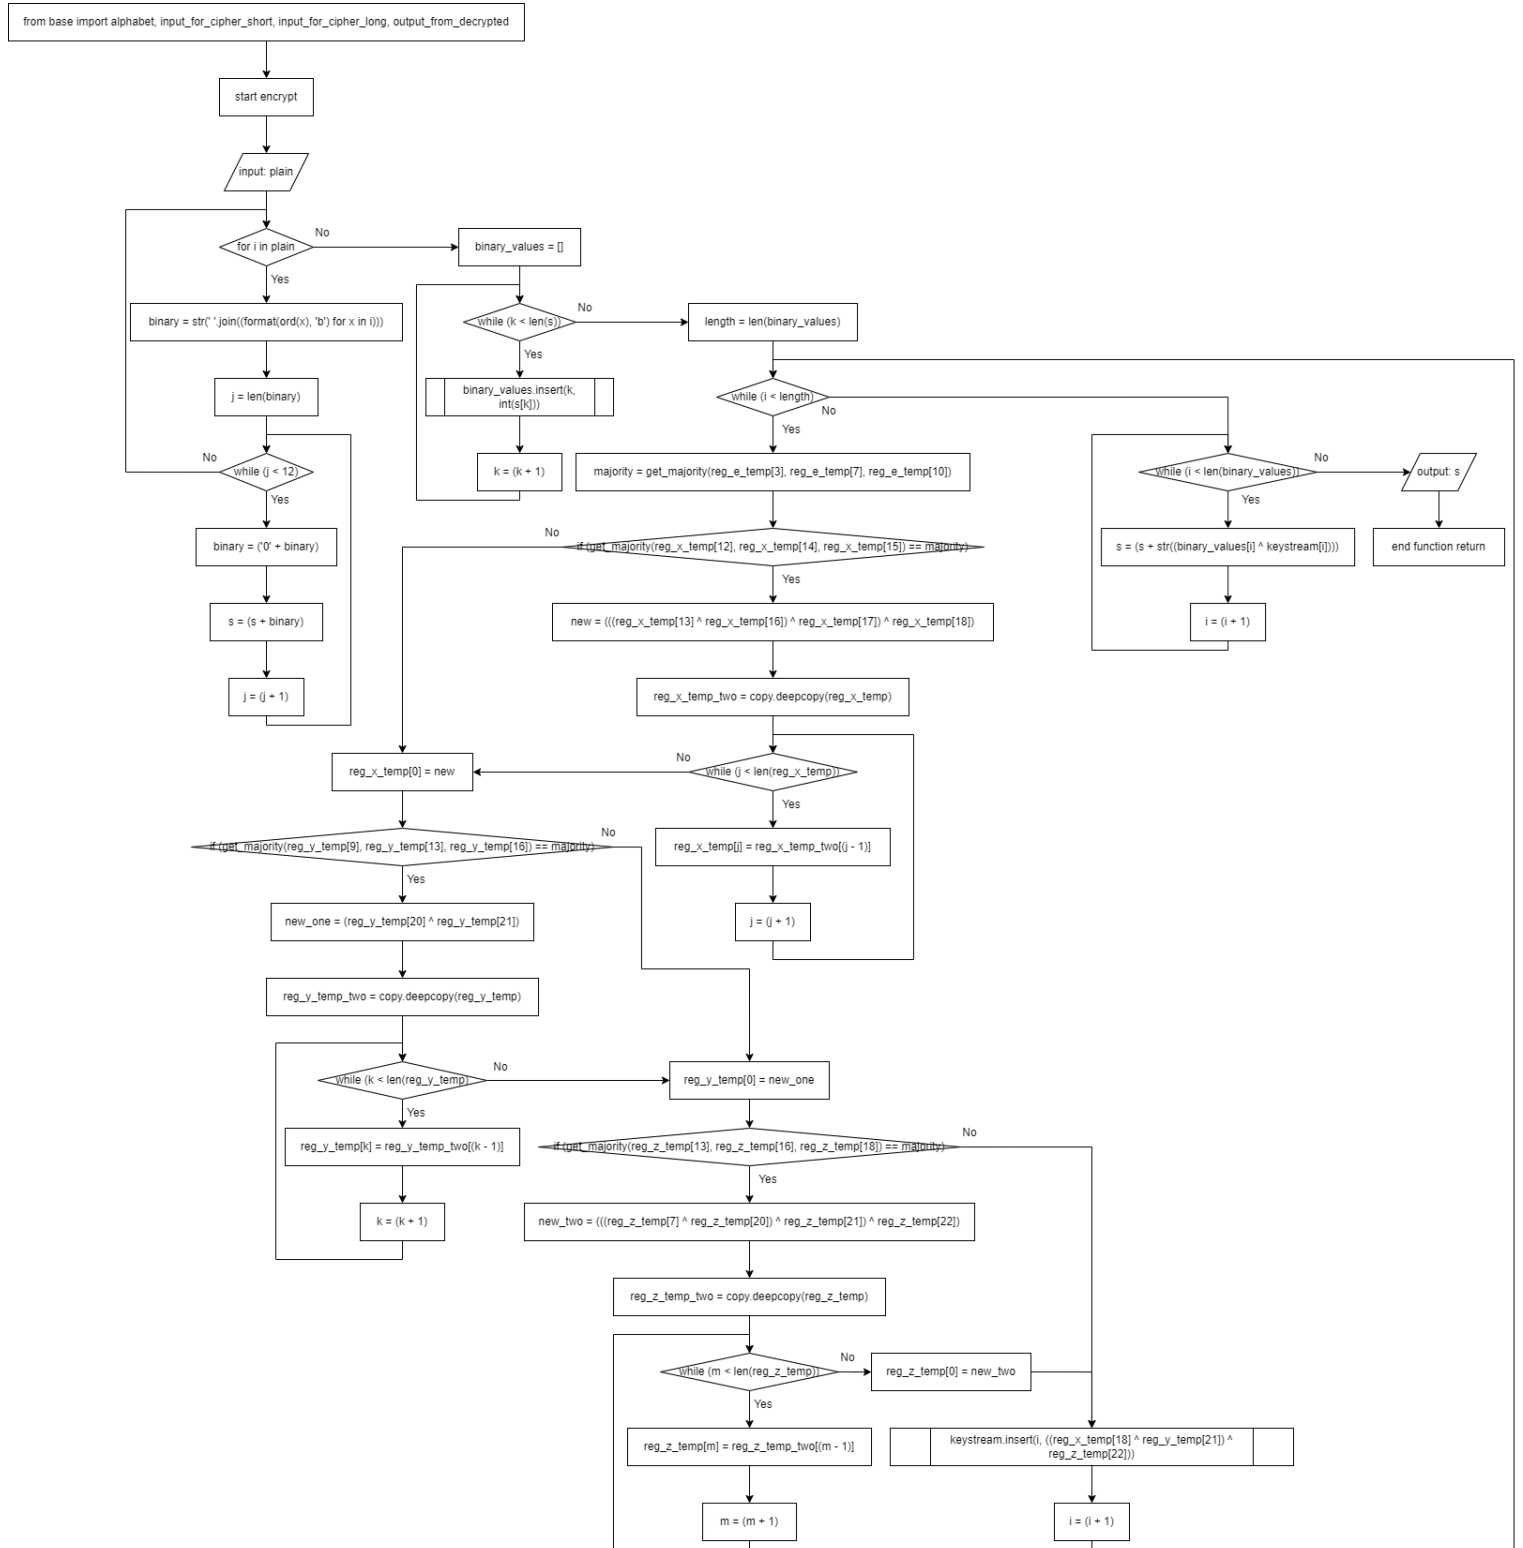 from base import alphabet, input_for_cipher_short, input_for_cipher_long, output_from_decrypted
start encrypt
input: plain
for i in plain
No
Yes
binary = str(' '.join((format(ord(x), 'b') for x in i)))
j = len(binary)
while (j < 12)
No
Yes
binary = ('0' + binary)
s = (s + binary)
j = (j + 1)
binary_values = []
while (k < len(s))
No
Yes
binary_values.insert(k,
int(s[k]))
k = (k + 1)
length = len(binary_values)
while (i < length)
No
Yes
majority = get_majority(reg_e_temp[3], reg_e_temp[7], reg_e_temp[10])
No
if (get_majority(reg_x_temp[12], reg_x_temp[14], reg_x_temp[15]) == majority)
Yes
new = (((reg_x_temp[13] ^ reg_x_temp[16]) ^ reg_x_temp[17]) ^ reg_x_temp[18])
reg_x_temp_two = copy.deepcopy(reg_x_temp)
No
while (j < len(reg_x_temp))
Yes
reg_x_temp[j] = reg_x_temp_two[(j - 1)]
j = (j + 1)
while (i < len(binary_values))
No
Yes
s = (s + str((binary_values[i] ^ keystream[i])))
i = (i + 1)
output: s
end function return
reg_x_temp[0] = new
No
if (get_majority(reg_y_temp[9], reg_y_temp[13], reg_y_temp[16]) == majority)
Yes
new_one = (reg_y_temp[20] ^ reg_y_temp[21])
reg_y_temp_two = copy.deepcopy(reg_y_temp)
while (k < len(reg_y_temp)
No
Yes
reg_y_temp[k] = reg_y_temp_two[(k - 1)]
k = (k + 1)
reg_y_temp[0] = new_one
No
if (get_majority(reg_z_temp[13], reg_z_temp[16], reg_z_temp[18]) == majority)
Yes
new_two = (((reg_z_temp[7] ^ reg_z_temp[20]) ^ reg_z_temp[21]) ^ reg_z_temp[22])
reg_z_temp_two = copy.deepcopy(reg_z_temp)
while (m < len(reg_z_temp))
No
Yes
reg_z_temp[0] = new_two
reg_z_temp[m] = reg_z_temp_two[(m - 1)]
m = (m + 1)
keystream.insert(i, ((reg_x_temp[18] ^ reg_y_temp[21]) ^
reg_z_temp[22]))
i = (i + 1)